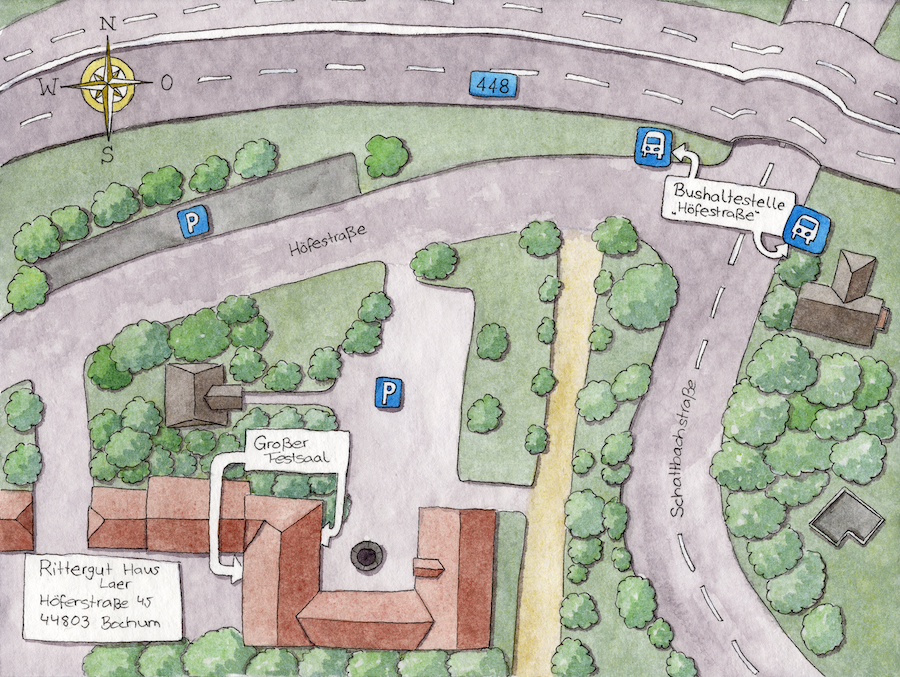 N
W
O
S
448
Bushaltestelle
„Höfestraße"
P
Höfestraße
P
Schattbachstraße
Großer
Festsaal
Rittergut Haus
Laer
Höferstraße 45
44803 Bochum